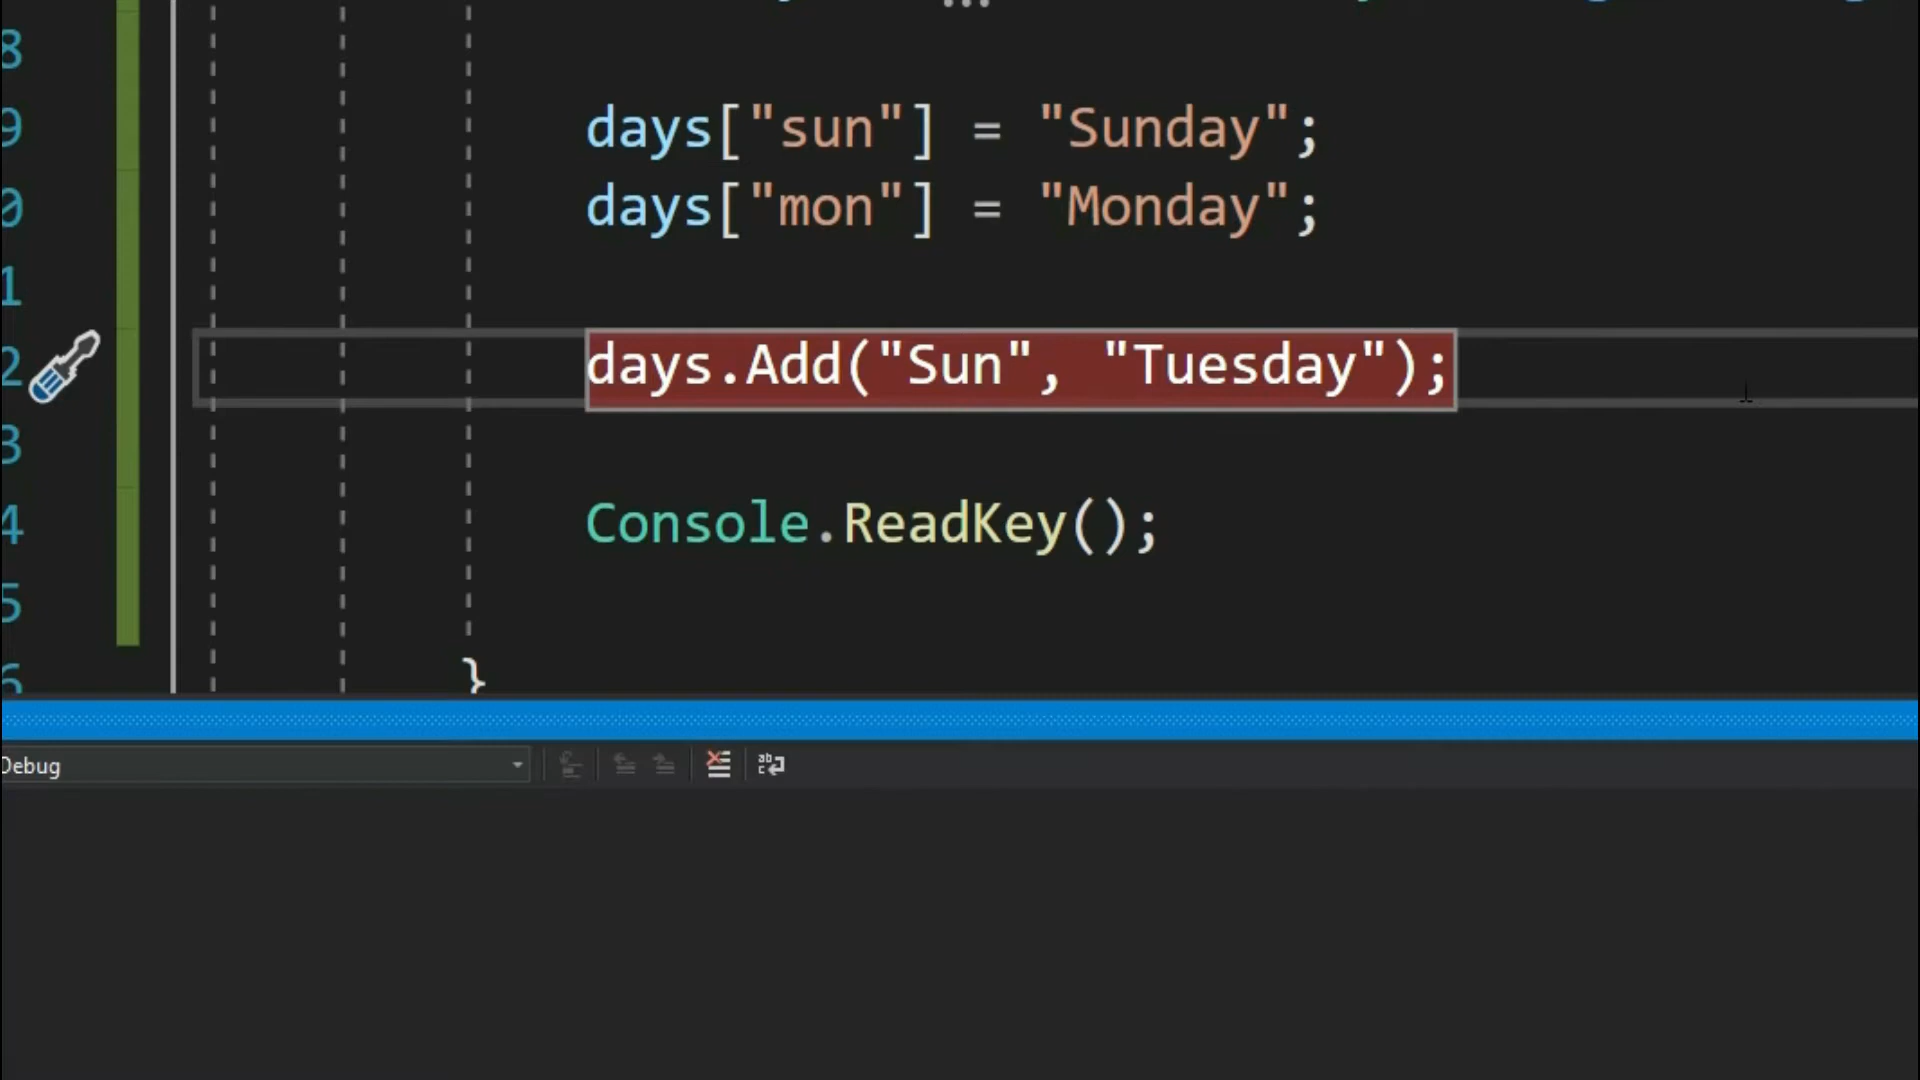 8
9 days["sun"] = "Sunday";
0 days["mon"] = "Monday";
1
2 days.Add("Sun", "Tuesday");
3
4 Console.ReadKey();
5
6 }
Debug